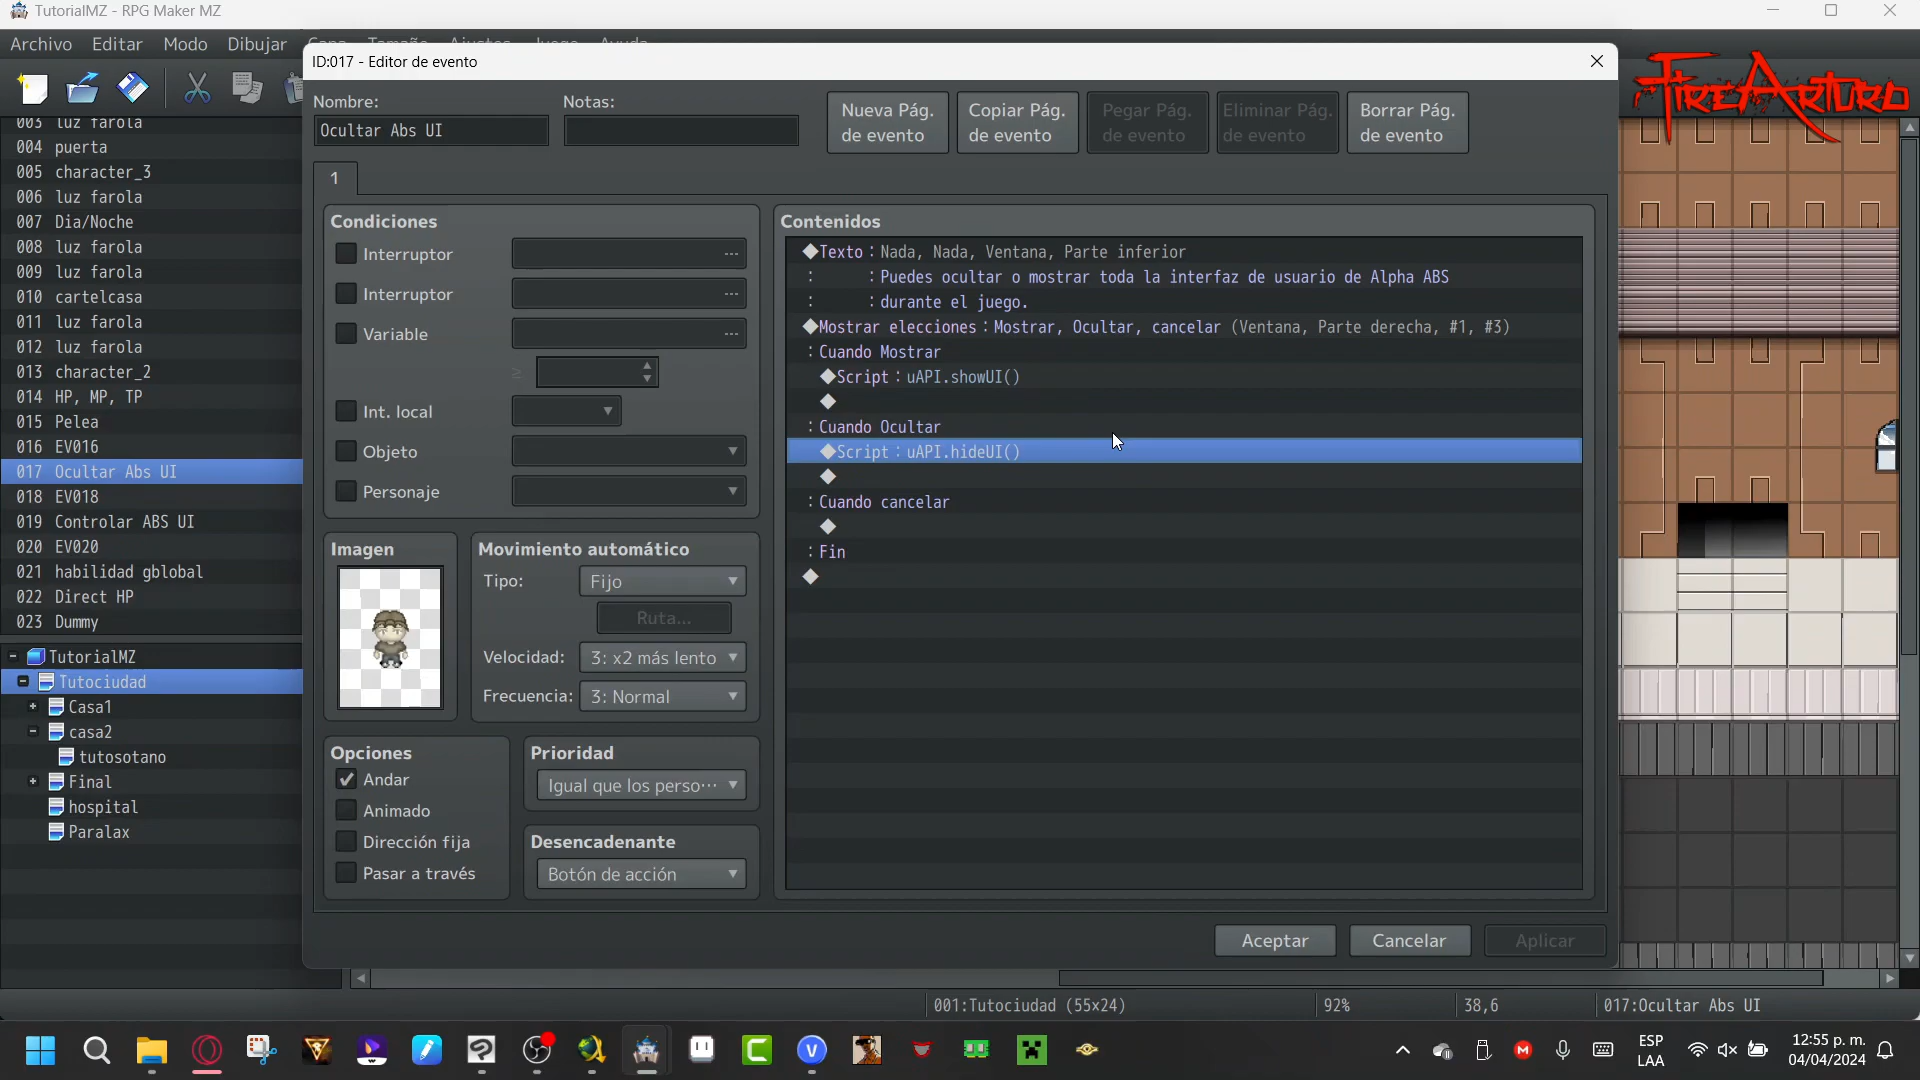 TutorialMZ - RPG Maker MZ
Archivo Editar Modo Dibujar
ID:017 - Editor de evento
FireArturo
Nombre: Notas:
Ocultar Abs UI
Nueva Pág. de evento
Copiar Pág. de evento
Pegar Pág. de evento
Eliminar Pág. de evento
Borrar Pág. de evento
003 luz farola
004 puerta
005 character_3
006 luz farola
007 Dia/Noche
008 luz farola
009 luz farola
010 cartelcasa
011 luz farola
012 luz farola
013 character_2
014 HP, MP, TP
015 Pelea
016 EV016
017 Ocultar Abs UI
018 EV018
019 Controlar ABS UI
020 EV020
021 habilidad gblobal
022 Direct HP
023 Dummy
TutorialMZ
Tutociudad
Casa1
casa2
tutosotano
Final
hospital
Paralax
1
Condiciones
Interruptor ...
Interruptor ...
Variable ...
≥
Int. local
Objeto
Personaje
Imagen
Movimiento automático
Tipo: Fijo
Ruta...
Velocidad: 3: x2 más lento
Frecuencia: 3: Normal
Opciones
Andar
Animado
Dirección fija
Pasar a través
Prioridad
Igual que los perso...
Desencadenante
Botón de acción
Contenidos
◆Texto : Nada, Nada, Ventana, Parte inferior
: : Puedes ocultar o mostrar toda la interfaz de usuario de Alpha ABS
: : durante el juego.
◆Mostrar elecciones : Mostrar, Ocultar, cancelar (Ventana, Parte derecha, #1, #3)
: Cuando Mostrar
◆Script : uAPI.showUI()
◆
: Cuando Ocultar
◆Script : uAPI.hideUI()
◆
: Cuando cancelar
◆
: Fin
◆
Aceptar Cancelar Aplicar
001:Tutociudad (55x24) 92% 38,6 017:Ocultar Abs UI
ESP
LAA
12:55 p. m.
04/04/2024